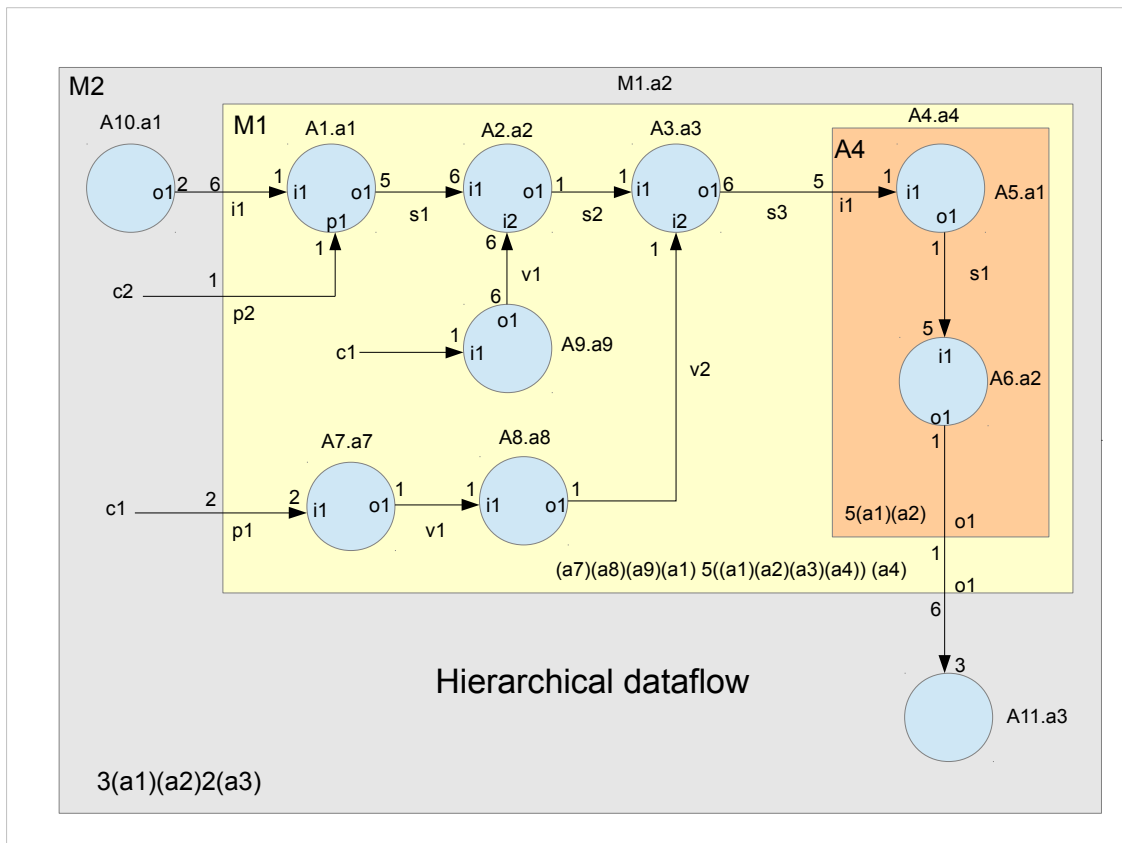 M2
M1.a2
A10.a1
M1
A1.a1
A2.a2
A3.a3
A4.a4
A4
o1 2 6 i1
1 i1 o1 p1 1
5 s1 6
i1 o1 i2 6
1 s2 1
i1 o1 i2 1
6 s3 5 i1
1 i1 o1 1
A5.a1
s1
c2 1 p2
v1
6 o1
c1 1 i1
A9.a9
v2
5 i1 o1 1
A6.a2
A7.a7
A8.a8
c1 2 p1 2 i1 o1 1 v1 1 i1 o1 1
5(a1)(a2)
o1
(a7)(a8)(a9)(a1) 5((a1)(a2)(a3)(a4)) (a4)
1
o1
6
Hierarchical dataflow
3
A11.a3
3(a1)(a2)2(a3)